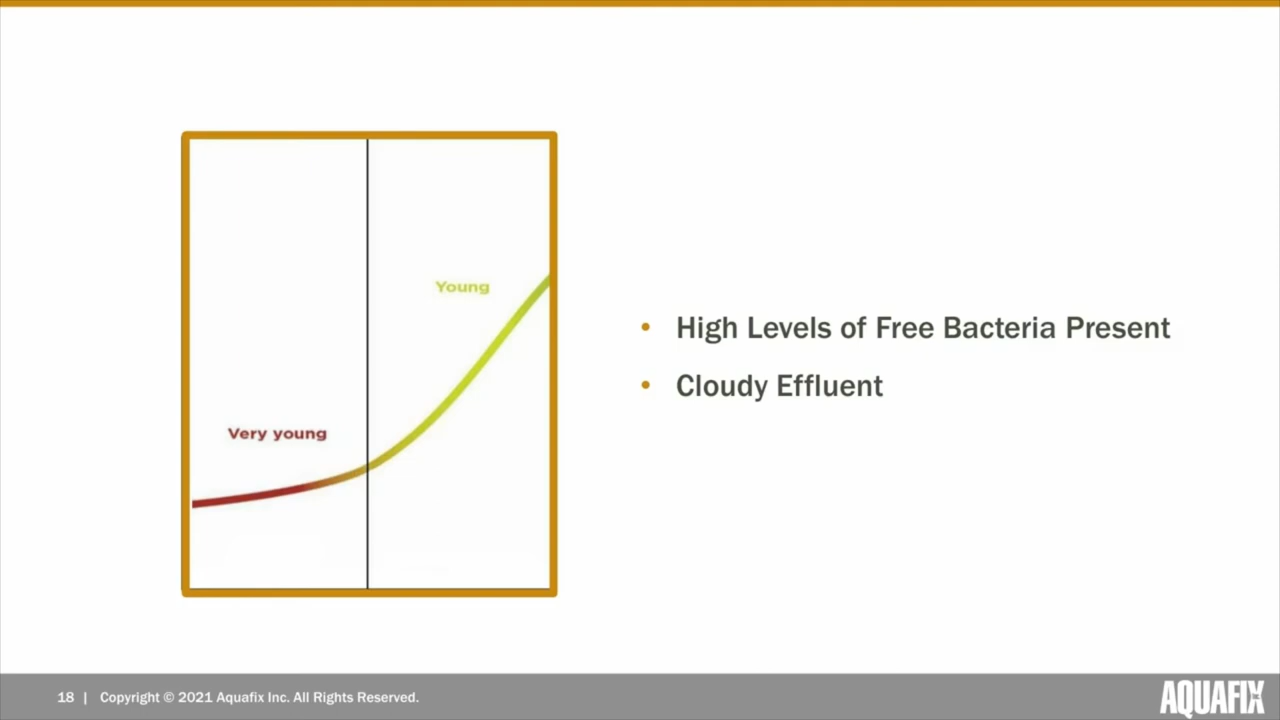 Young
Very young
• High Levels of Free Bacteria Present
• Cloudy Effluent
18 | Copyright © 2021 Aquafix Inc. All Rights Reserved.
AQUAFIX